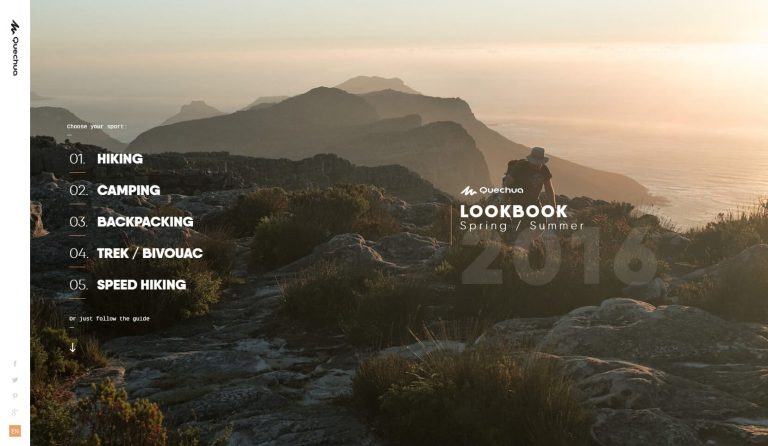 Quechua
Choose your sport:
01. HIKING
02. CAMPING
03. BACKPACKING
04. TREK / BIVOUAC
05. SPEED HIKING
Or just follow the guide
Quechua
LOOKBOOK
Spring / Summer
2016
EN